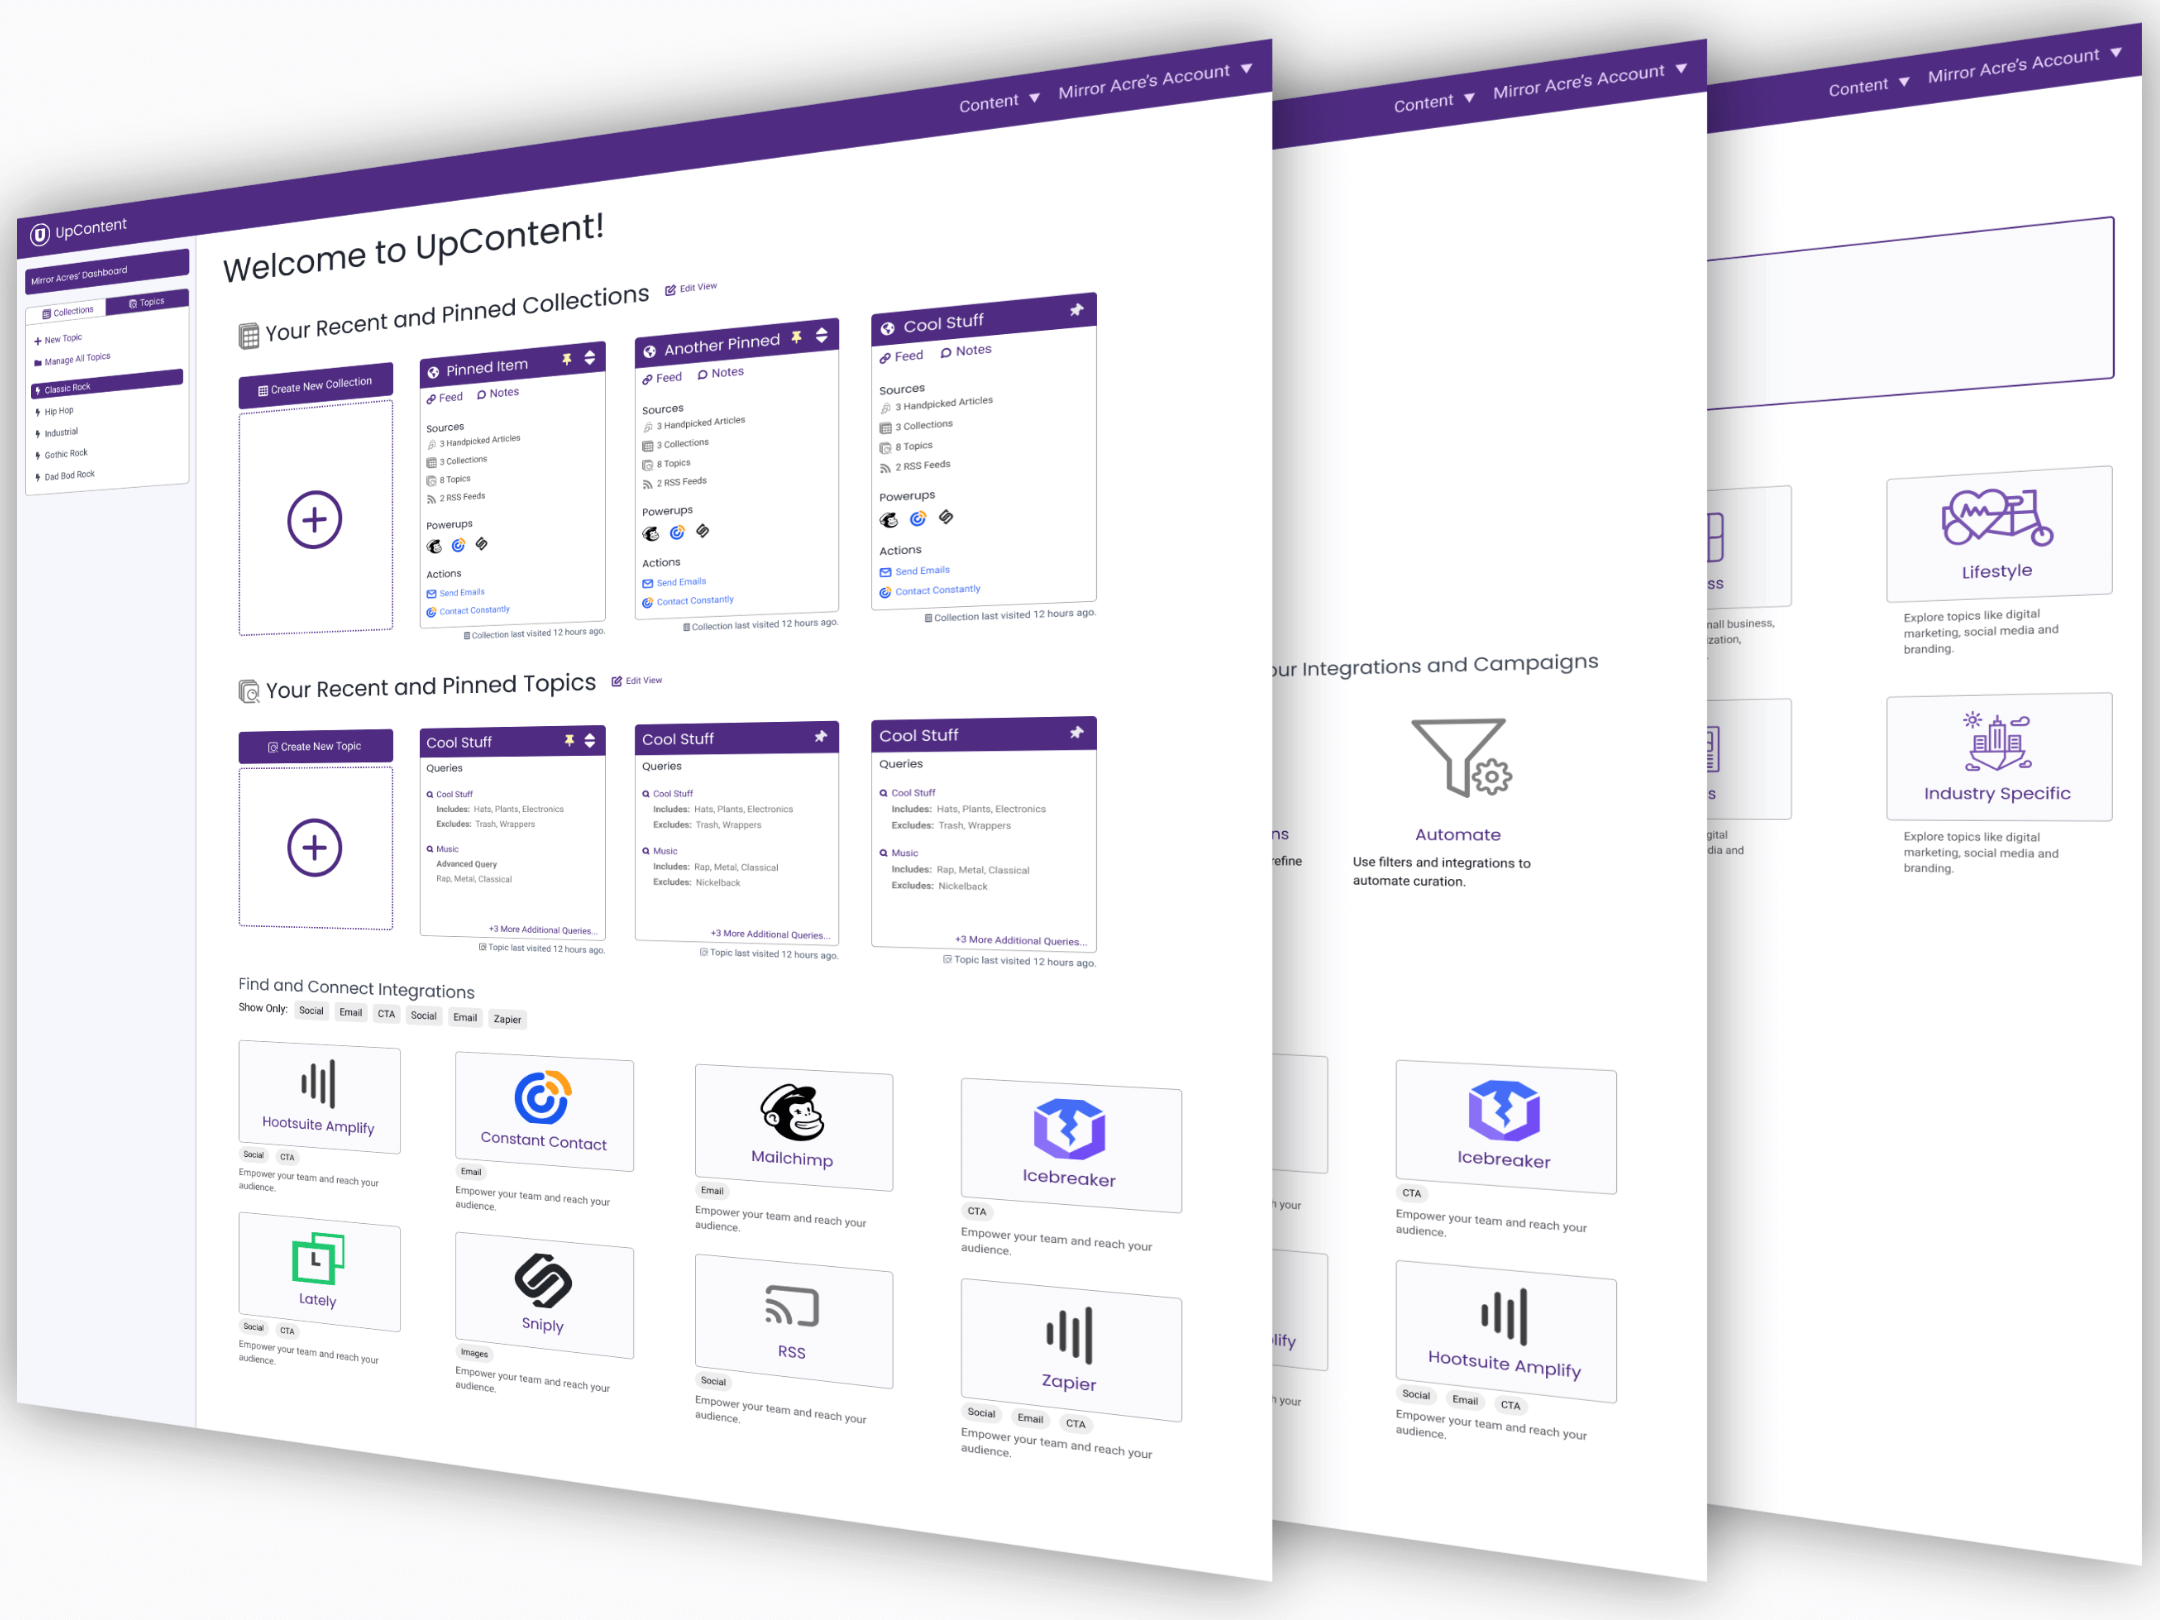 UpContent
Content ▼ Mirror Acre's Account ▼
Mirror Acres' Dashboard
Collections
Topics
New Topic
Manage All Topics
Classic Rock
Hip Hop
Industrial
Gothic Rock
Dad Bod Rock
Welcome to UpContent!
Your Recent and Pinned Collections
Edit View
Create New Collection
Pinned Item
Feed Notes
Sources
3 Handpicked Articles
3 Collections
8 Topics
2 RSS Feeds
Powerups
Actions
Send Emails
Contact Constantly
Collection last visited 12 hours ago.
Another Pinned
Feed Notes
Sources
3 Handpicked Articles
3 Collections
8 Topics
2 RSS Feeds
Powerups
Actions
Send Emails
Contact Constantly
Collection last visited 12 hours ago.
Cool Stuff
Feed Notes
Sources
3 Handpicked Articles
3 Collections
8 Topics
2 RSS Feeds
Powerups
Actions
Send Emails
Contact Constantly
Collection last visited 12 hours ago.
Your Recent and Pinned Topics
Edit View
Create New Topic
Cool Stuff
Queries
Cool Stuff
Includes: Hats, Plants, Electronics
Excludes: Trash, Wrappers
Music
Advanced Query
Rap, Metal, Classical
+3 More Additional Queries...
Topic last visited 12 hours ago.
Cool Stuff
Queries
Cool Stuff
Includes: Hats, Plants, Electronics
Excludes: Trash, Wrappers
Music
Includes: Rap, Metal, Classical
Excludes: Nickelback
+3 More Additional Queries...
Topic last visited 12 hours ago.
Cool Stuff
Queries
Cool Stuff
Includes: Hats, Plants, Electronics
Excludes: Trash, Wrappers
Music
Includes: Rap, Metal, Classical
Excludes: Nickelback
+3 More Additional Queries...
Topic last visited 12 hours ago.
Find and Connect Integrations
Show Only: Social Email CTA Social Email Zapier
Hootsuite Amplify
Social CTA
Empower your team and reach your
audience.
Constant Contact
Email
Empower your team and reach your
audience.
Mailchimp
Email
Empower your team and reach your
audience.
Icebreaker
CTA
Empower your team and reach your
audience.
Lately
Social CTA
Empower your team and reach your
audience.
Sniply
Images
Empower your team and reach your
audience.
RSS
Social
Empower your team and reach your
audience.
Zapier
Social Email CTA
Empower your team and reach your
audience.
Content ▼ Mirror Acre's Account ▼
our Integrations and Campaigns
ns
refine
Automate
Use filters and integrations to
automate curation.
h your
Icebreaker
CTA
Empower your team and reach your
audience.
lify
h your
Hootsuite Amplify
Social Email CTA
Empower your team and reach your
audience.
Content ▼ Mirror Acre's Account ▼
ss
nall business,
ization,
Lifestyle
Explore topics like digital
marketing, social media and
branding.
s
gital
dia and
Industry Specific
Explore topics like digital
marketing, social media and
branding.